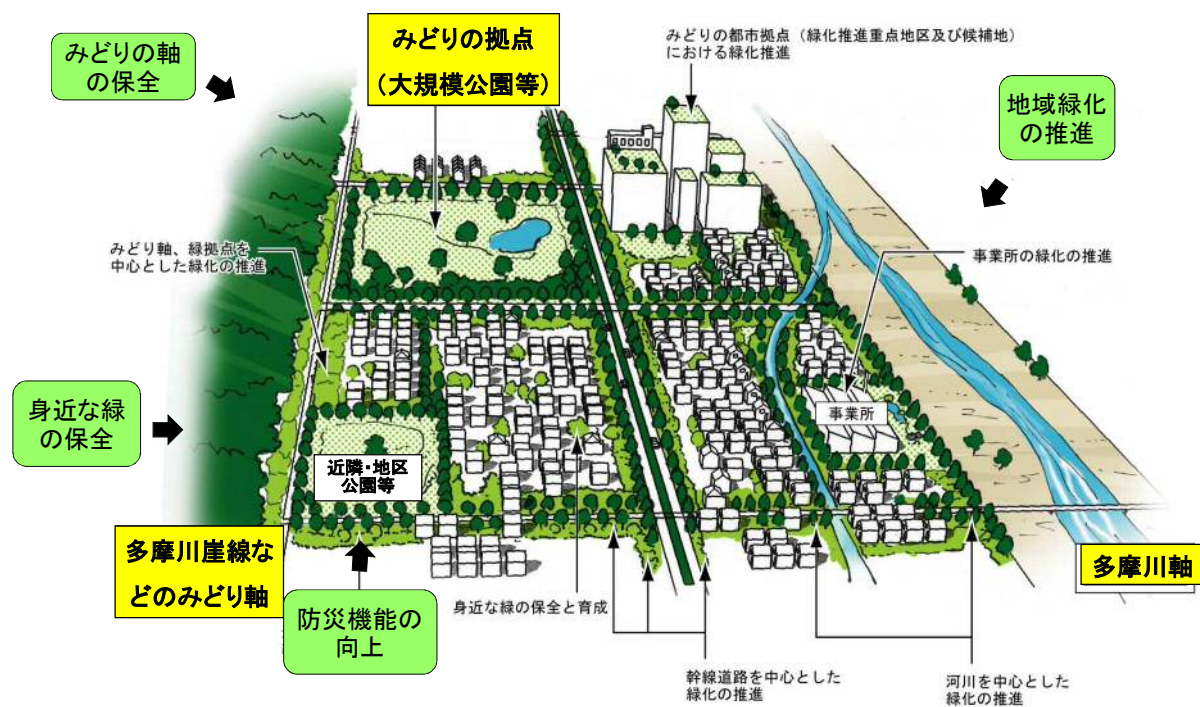 みどりの軸
の保全
みどりの拠点
(大規模公園等)
みどりの都市拠点（緑化推進重点地区及び候補地）
における緑化推進
地域緑化
の推進
みどり軸、緑拠点を
中心とした緑化の推進
事業所の緑化の推進
身近な緑
の保全
事業所
近隣・地区
公園等
多摩川崖線な
どのみどり軸
防災機能の
向上
身近な緑の保全と育成
多摩川軸
幹線道路を中心とした
緑化の推進
河川を中心とした
緑化の推進